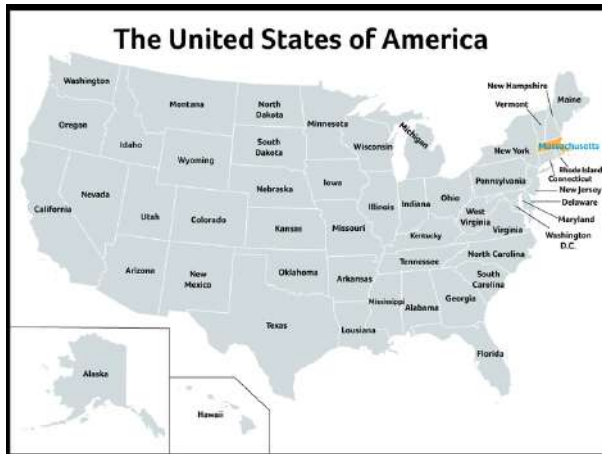 The United States of America
Washington
Montana
North
Dakota
Minnesota
Michigan
New Hampshire
Vermont
Maine
Oregon
Idaho
Wyoming
South
Dakota
Wisconsin
New York
Massachusetts
Rhode Island
Connecticut
New Jersey
Delaware
Maryland
Washington
D.C.
Nevada
California
Utah
Colorado
Nebraska
Iowa
Illinois
Indiana
Ohio
Pennsylvania
West
Virginia
Virginia
Kansas
Missouri
Kentucky
Arizona
New
Mexico
Oklahoma
Arkansas
Tennessee
North Carolina
South
Carolina
Texas
Lousiana
Mississippi
Alabama
Georgia
Florida
Alaska
Hawaii